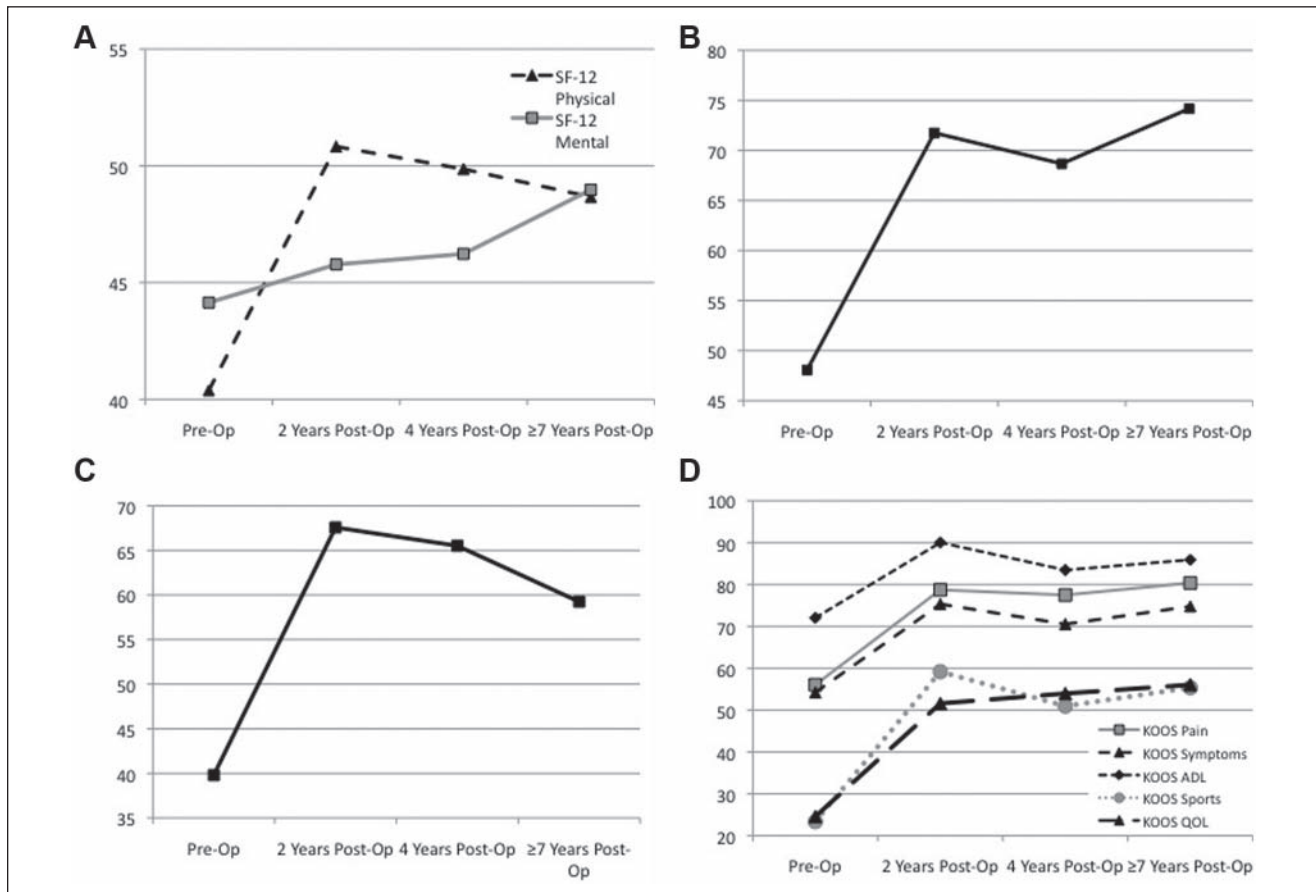 A
55
50
45
40
SF-12
Physical
SF-12
Mental
Pre-Op
2 Years Post-Op
4 Years Post-Op
≥7 Years Post-Op
B
80
75
70
65
60
55
50
45
Pre-Op
2 Years Post-Op
4 Years Post-Op
≥7 Years Post-Op
C
70
65
60
55
50
45
40
35
Pre-Op
2 Years Post-Op
4 Years Post-Op
≥7 Years Post-
Op
D
100
90
80
70
60
50
40
30
20
KOOS Pain
KOOS Symptoms
KOOS ADL
KOOS Sports
KOOS QOL
Pre-Op
2 Years Post-Op
4 Years Post-Op
≥7 Years Post-Op